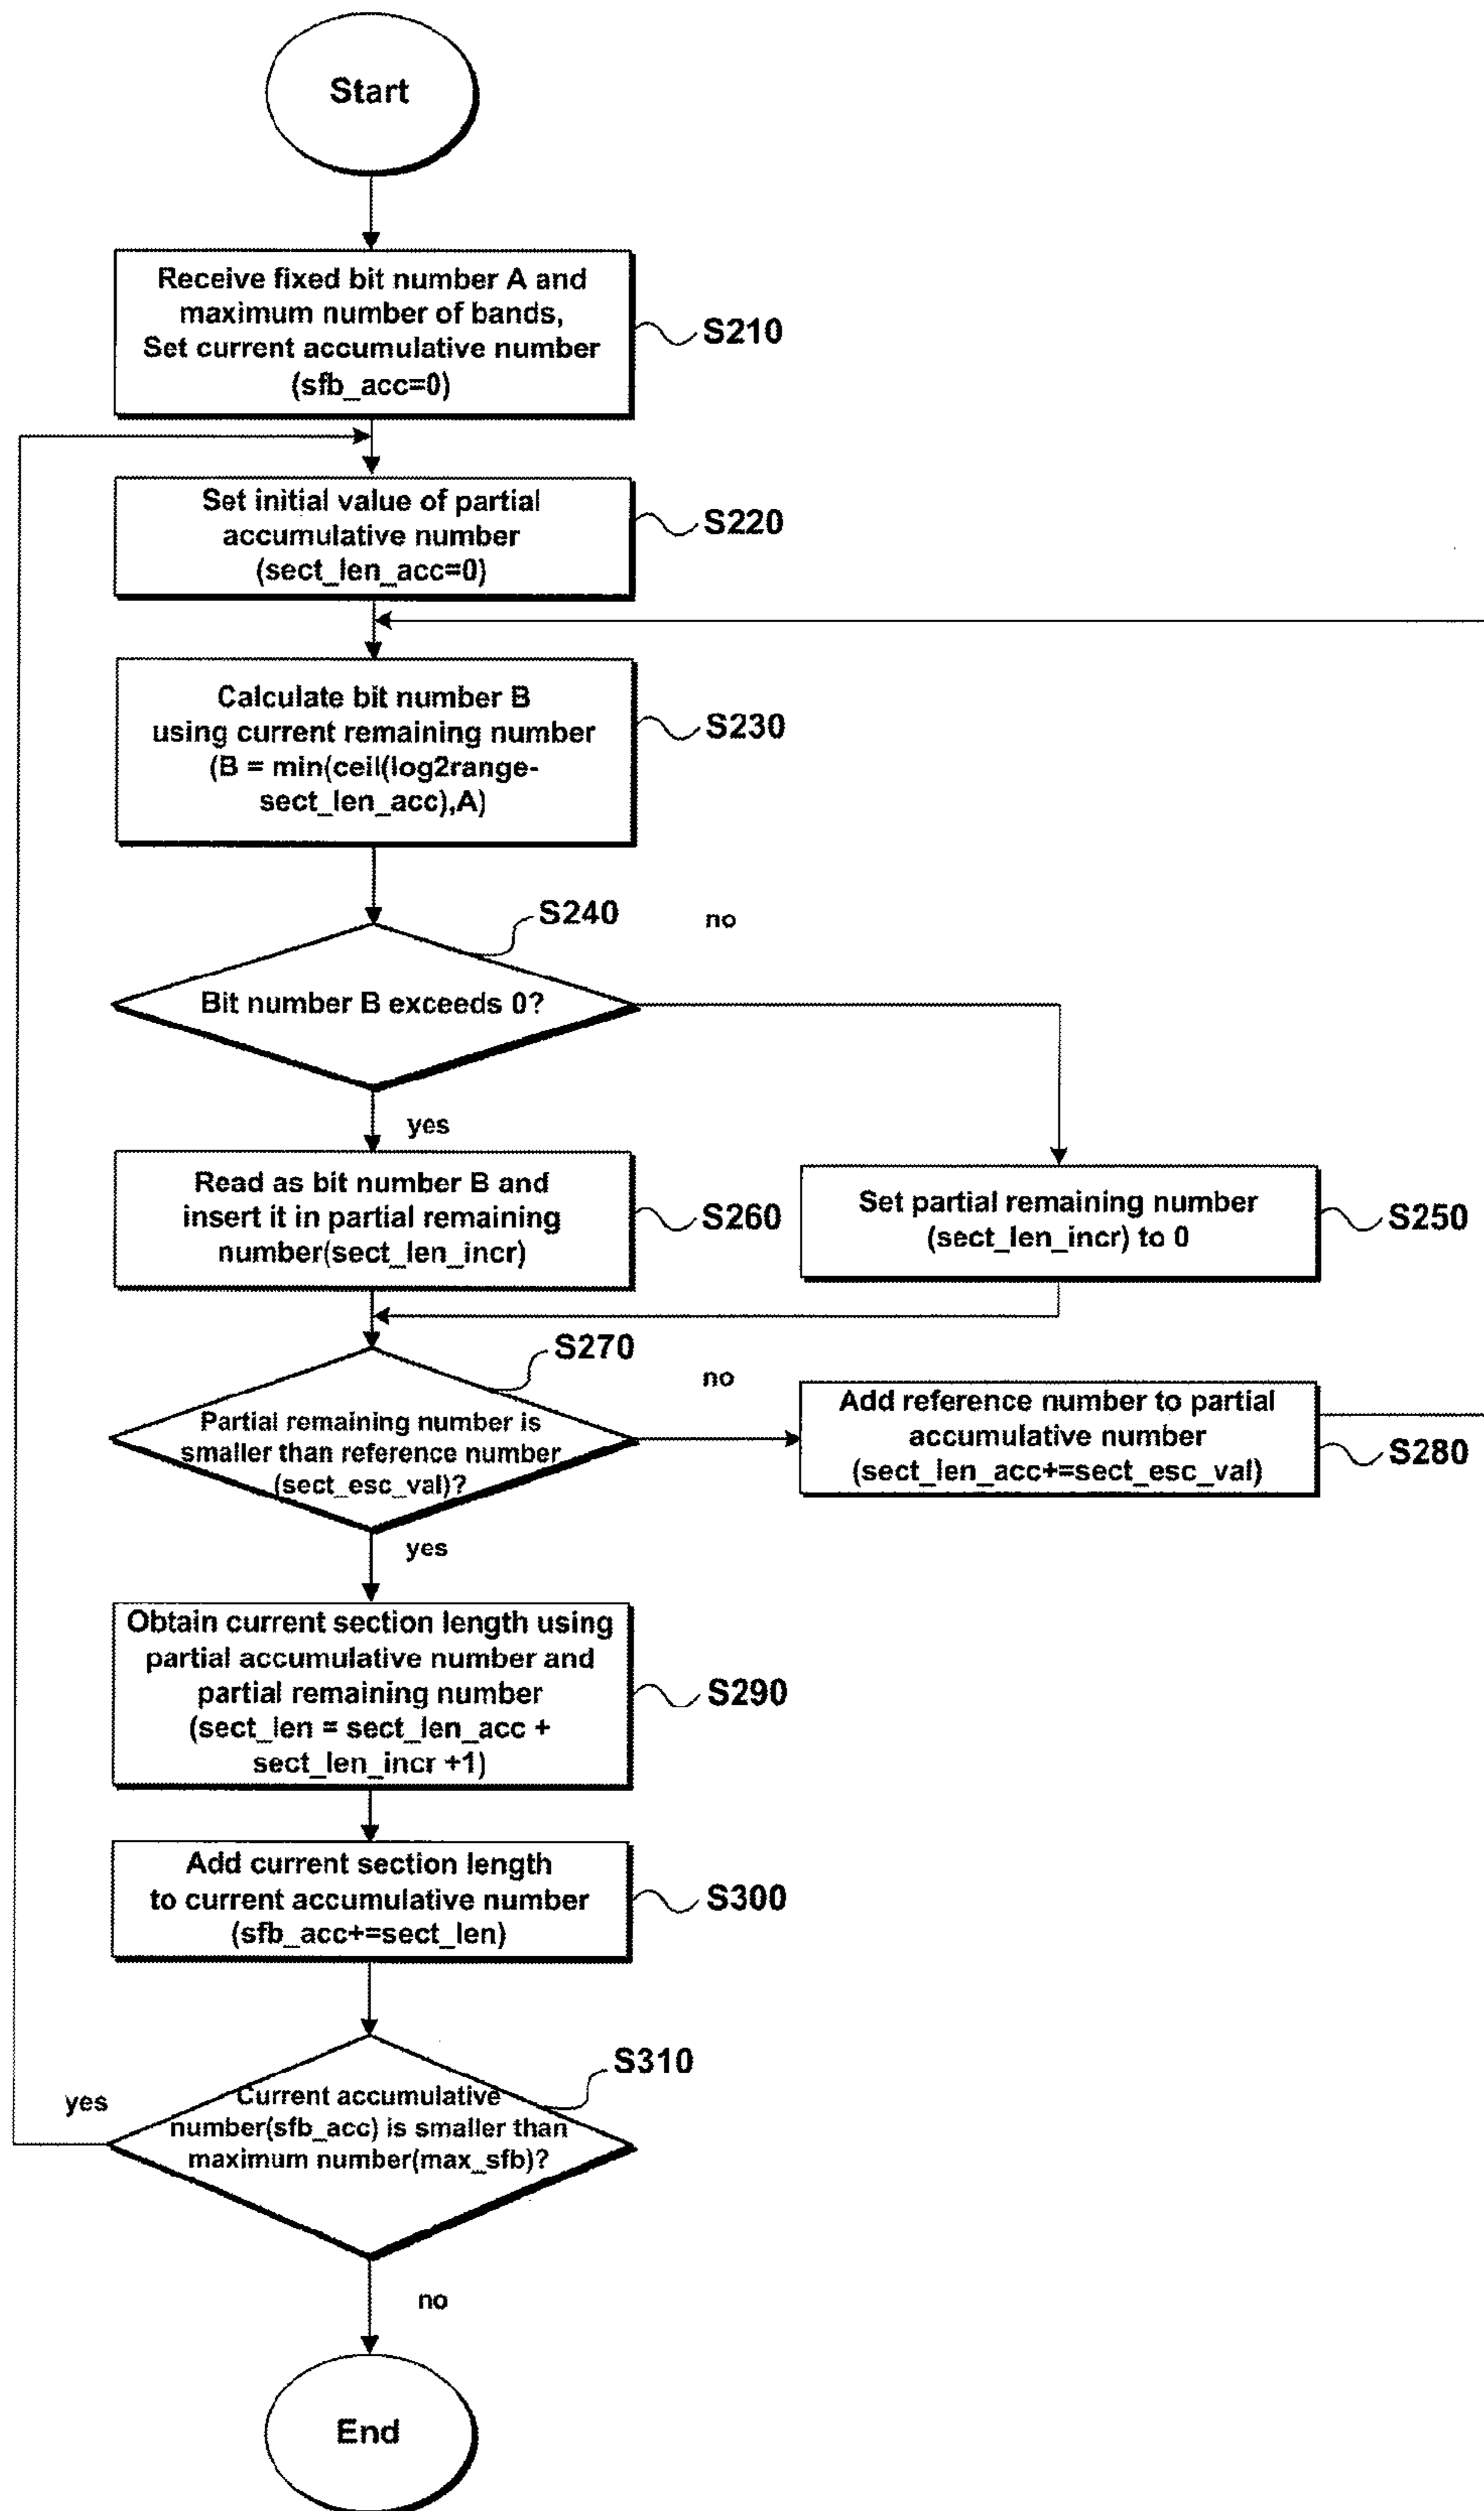 Start
Receive fixed bit number A and
maximum number of bands,
Set current accumulative number
(sfb_acc=0)
S210
Set initial value of partial
accumulative number
(sect_len_acc=0)
S220
Calculate bit number B
using current remaining number
(B = min(ceil(log2range-
sect_len_acc),A)
S230
S240
no
Bit number B exceeds 0?
yes
Read as bit number B and
insert it in partial remaining
number(sect_len_incr)
S260
Set partial remaining number
(sect_len_incr) to 0
S250
S270
no
Partial remaining number is
smaller than reference number
(sect_esc_val)?
Add reference number to partial
accumulative number
(sect_len_acc+=sect_esc_val)
S280
yes
Obtain current section length using
partial accumulative number and
partial remaining number
(sect_len = sect_len_acc +
sect_len_incr +1)
S290
Add current section length
to current accumulative number
(sfb_acc+=sect_len)
S300
S310
yes
Current accumulative
number(sfb_acc) is smaller than
maximum number(max_sfb)?
no
End